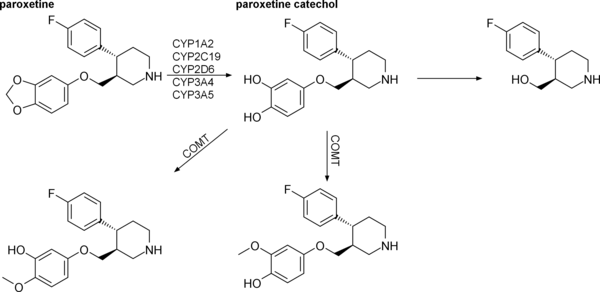 paroxetine
paroxetine catechol
F
O
O
O
NH
CYP1A2
CYP2C19
CYP2D6
CYP3A4
CYP3A5
F
HO
HO
O
NH
F
HO
NH
COMT
COMT
F
HO
O
O
NH
F
O
HO
O
NH